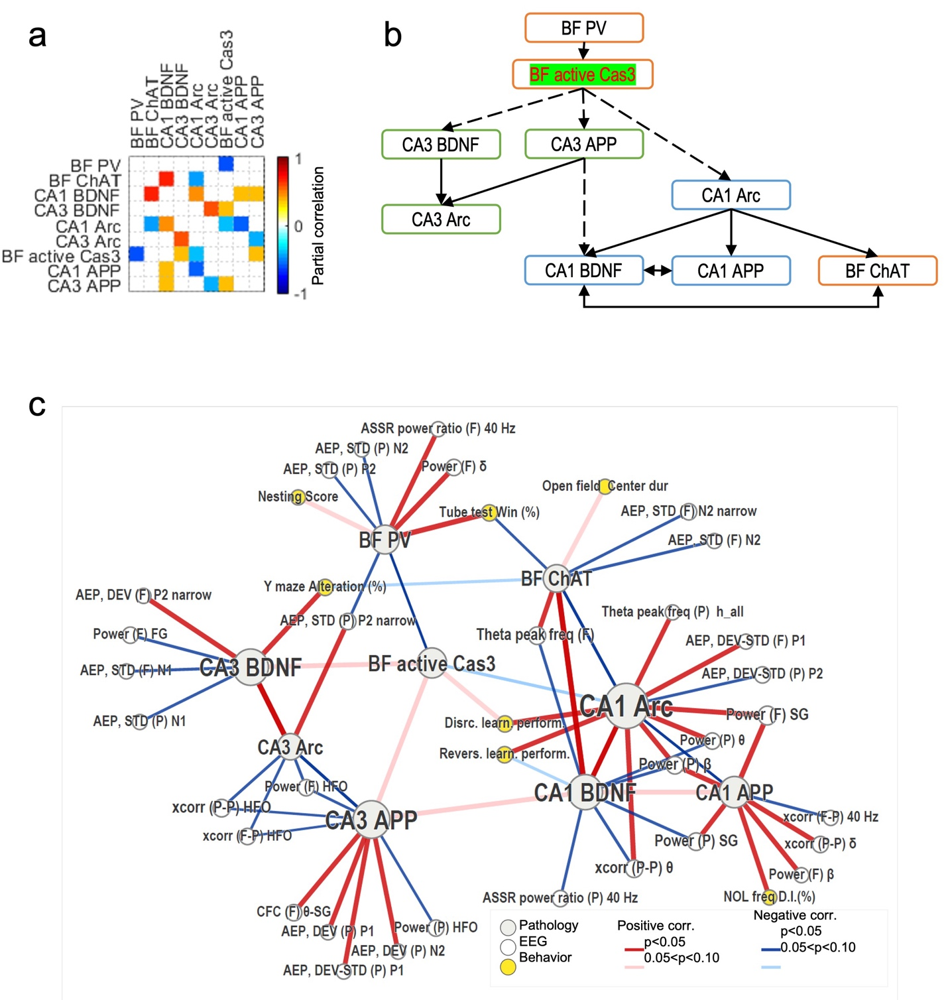 a
BF PV
BF ChAT
CA1 BDNF
CA3 BDNF
CA1 Arc
CA3 Arc
BF active Cas3
CA1 APP
CA3 APP
BF PV
BF ChAT
CA1 BDNF
CA3 BDNF
CA1 Arc
CA3 Arc
BF active Cas3
CA1 APP
CA3 APP
1
0
-1
Partial correlation
b
BF PV
BF active Cas3
CA3 BDNF
CA3 APP
CA1 Arc
CA3 Arc
CA1 BDNF
CA1 APP
BF ChAT
c
ASSR power ratio (F) 40 Hz
AEP, STD (P) N2
AEP, STD (P) P2
Power (F) δ
Nesting Score
Open field Center dur
Tube test Win (%)
AEP, STD (F) N2 narrow
BF PV
AEP, STD (F) N2
BF ChAT
Y maze Alteration (%)
AEP, DEV (F) P2 narrow
Theta peak freq (P) h_all
AEP, STD (P) P2 narrow
Power (F) FG
Theta peak freq (F)
AEP, DEV-STD (F) P1
CA3 BDNF
BF active Cas3
AEP, STD (F) N1
AEP, DEV-STD (P) P2
CA1 Arc
Power (F) SG
AEP, STD (P) N1
Disrc. learn. perform.
Power (P) θ
CA3 Arc
Revers. learn. perform.
Power (P) β
Power (F) HFO
CA1 BDNF
CA1 APP
xcorr (P-P) HFO
CA3 APP
xcorr (F-P) 40 Hz
xcorr (F-P) HFO
Power (P) SG
xcorr (P-P) δ
xcorr (P-P) θ
Power (F) β
ASSR power ratio (P) 40 Hz
NOL freq D.I.(%)
CFC (F) θ-SG
AEP, DEV (P) P1
Power (P) HFO
AEP, DEV (P) N2
AEP, DEV-STD (P) P1
Pathology
EEG
Behavior
Positive corr.
p<0.05
0.05<p<0.10
Negative corr.
p<0.05
0.05<p<0.10